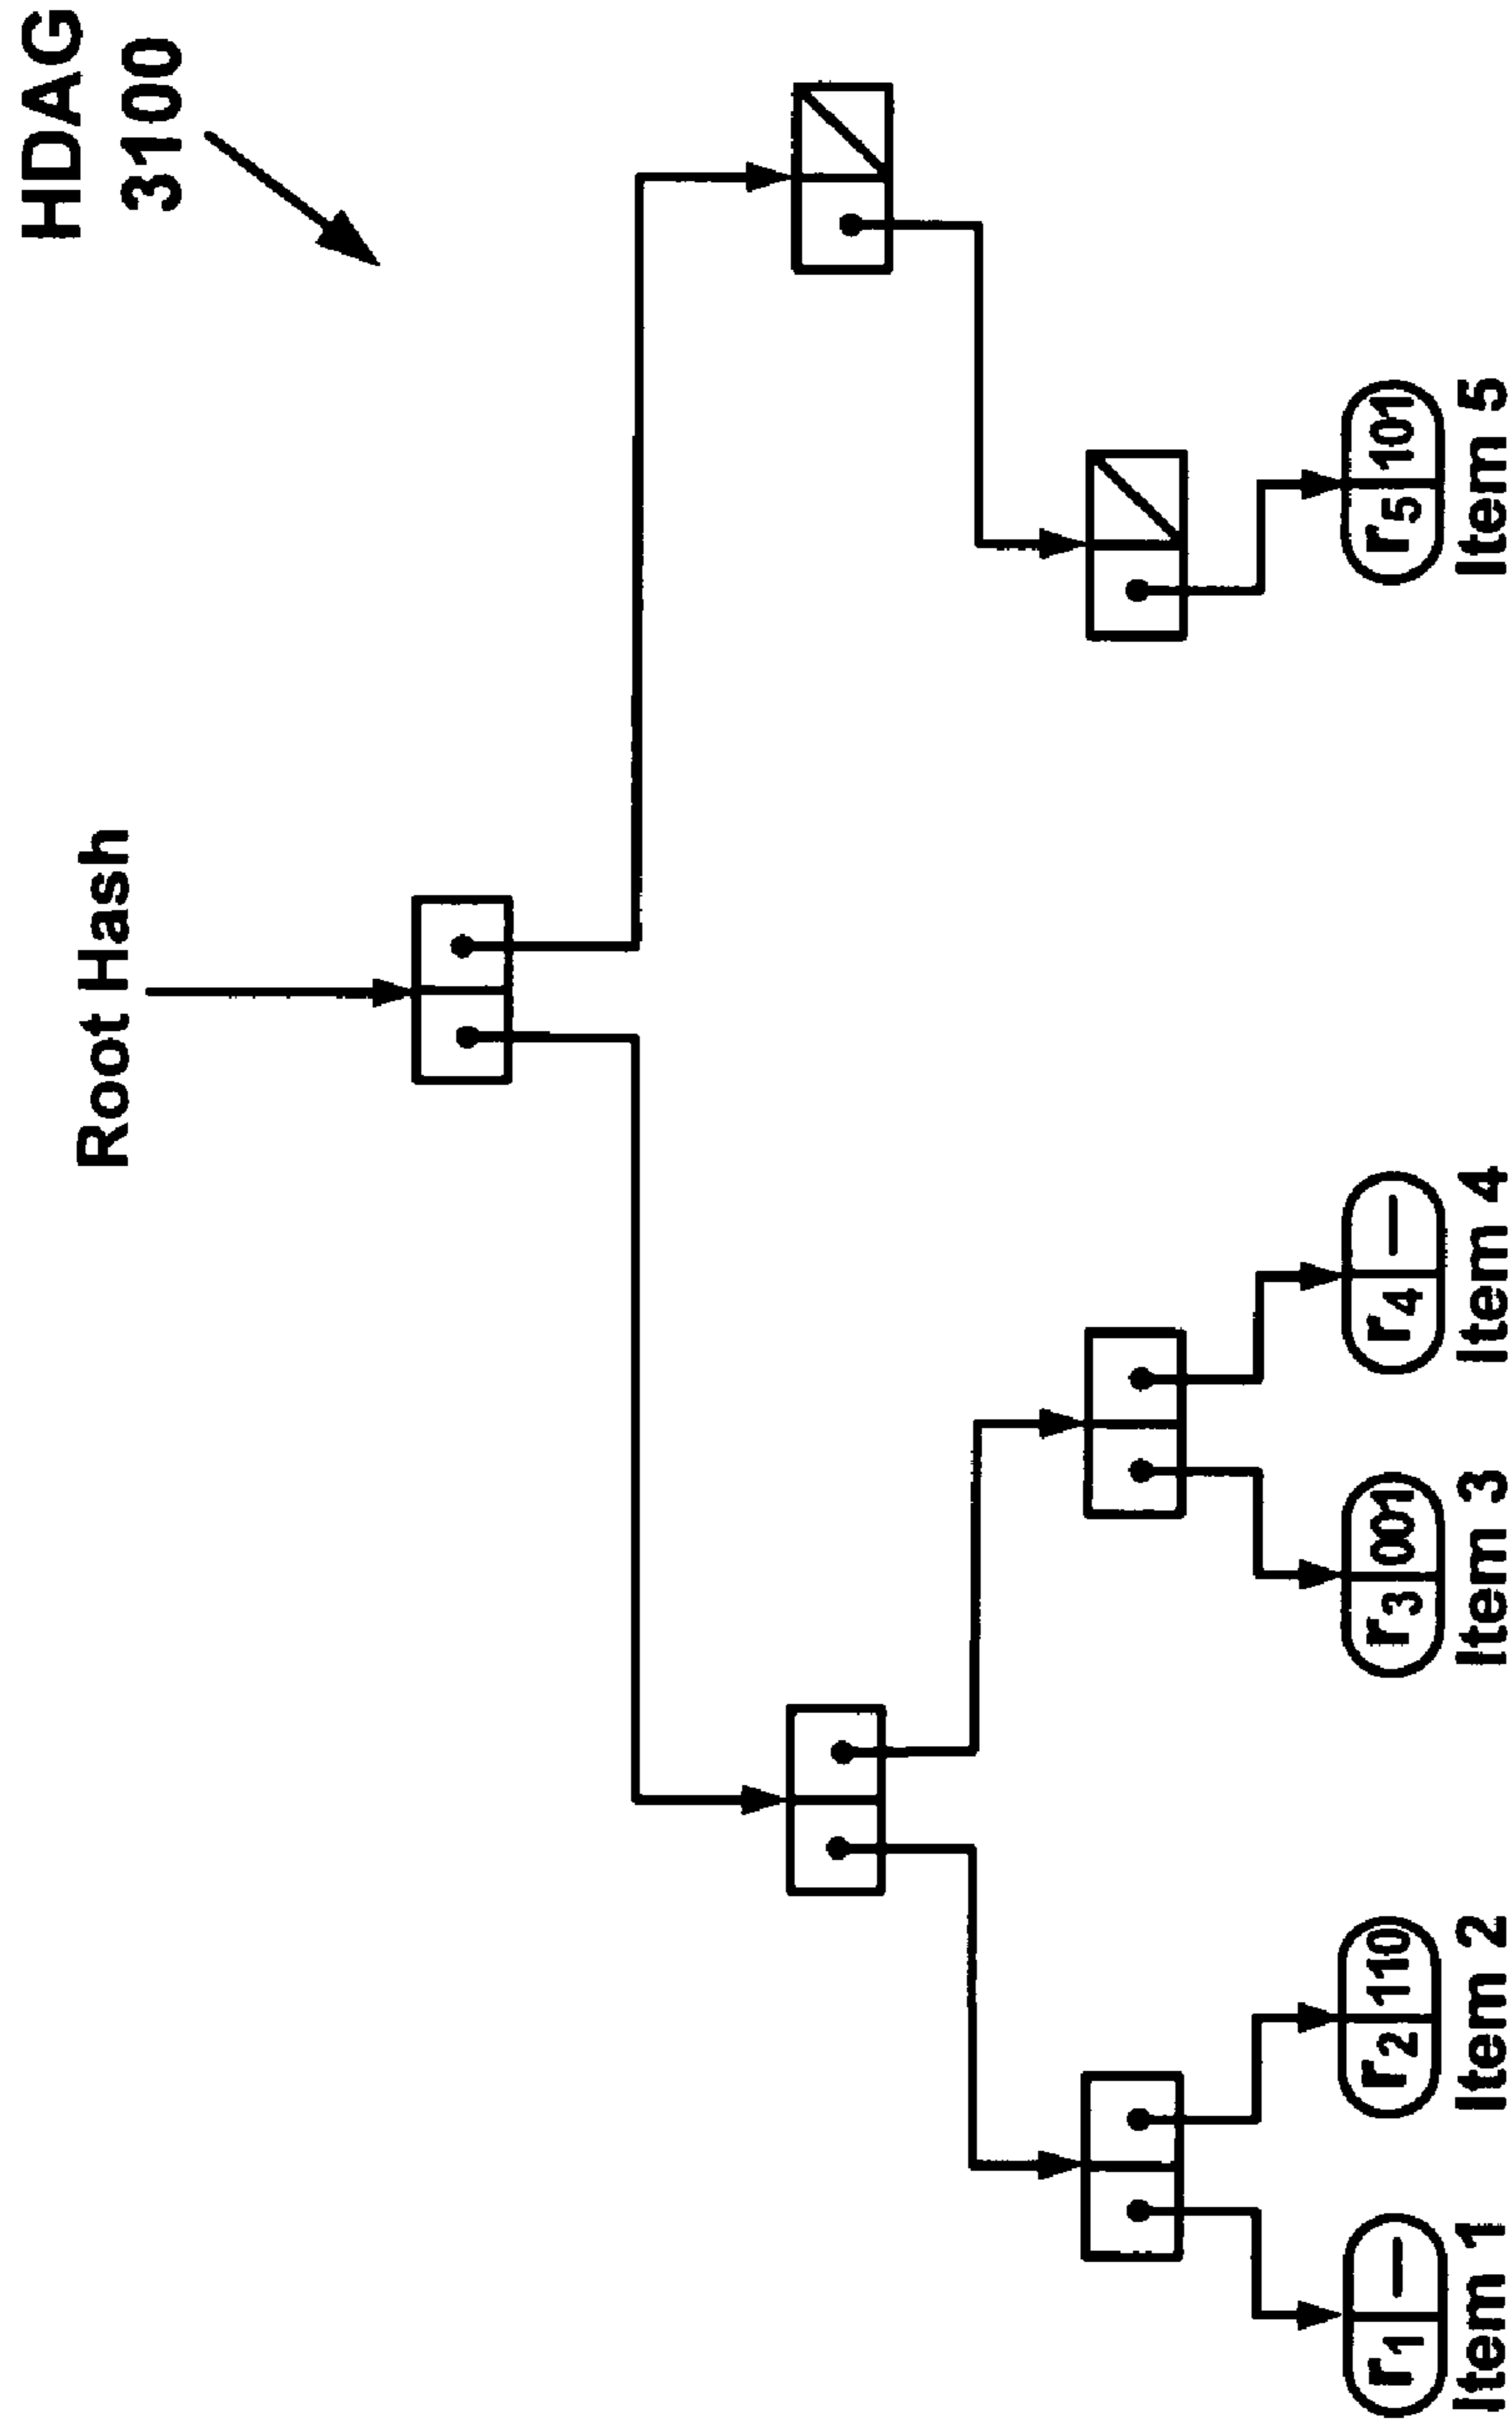 HDAG
3100
Root Hash
r1 —
r2 110
r3 001
r4 —
r5 101
Item 1
Item 2
Item 3
Item 4
Item 5